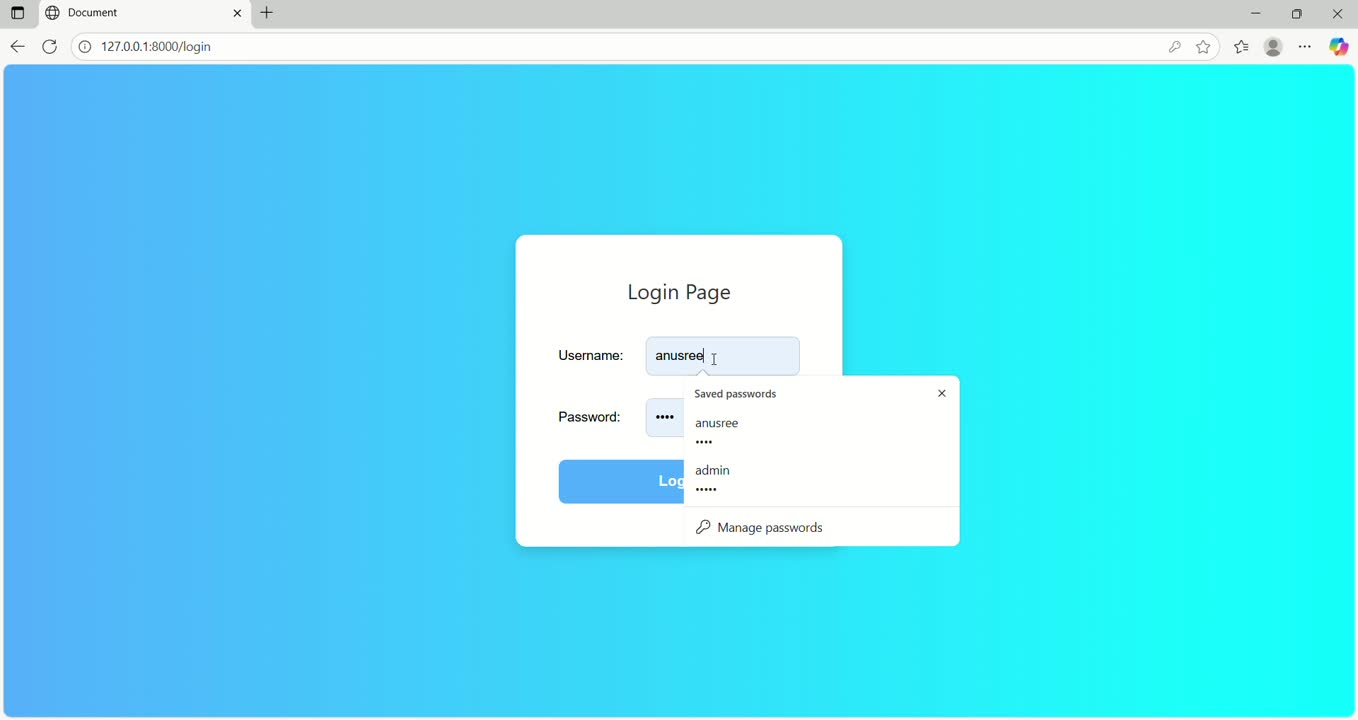 Document
127.0.0.1:8000/login
Login Page
Username: anusree
Saved passwords
Password: ••••
anusree
••••
admin
•••••
Log
Manage passwords